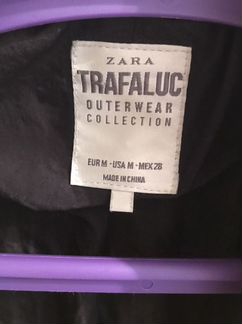 ZARA
TRAFALUC
OUTERWEAR
COLLECTION
EUR M - USA M - MEX 28
MADE IN CHINA